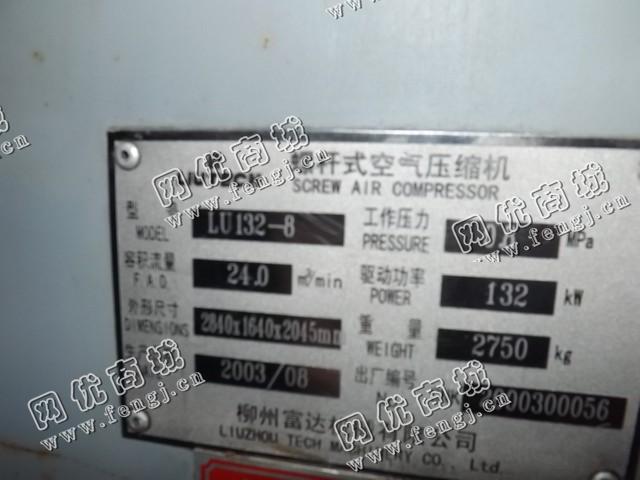 网优商城
www.fengj.cn
杆式空气压缩机
SCREW AIR COMPRESSOR
型
MODEL LU132-8
工作压力
PRESSURE MPa
容积流量
F.A.D. 24.0 m³/min
驱动功率
POWER 132 kW
外形尺寸
DIMENSIONS 2840x1640x2045mm
重 量
WEIGHT 2750 kg
2003/08
出厂编号
柳州富达 公司
LIUZHOU TECH CO., Ltd.